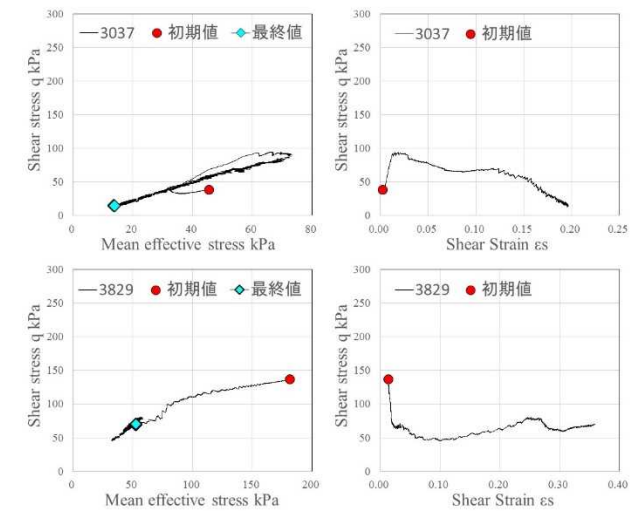 300
250
200
150
100
50
0
Shear stress q kPa
3037 初期値 最終値
0 20 40 60 80
Mean effective stress kPa
300
250
200
150
100
50
0
Shear stress q kPa
3037 初期値
0.00 0.05 0.10 0.15 0.20 0.25
Shear Strain εs
300
250
200
150
100
50
0
Shear stress q kPa
3829 初期値 最終値
0 50 100 150 200
Mean effective stress kPa
300
250
200
150
100
50
0
Shear stress q kPa
3829 初期値
0.00 0.10 0.20 0.30 0.40
Shear Strain εs